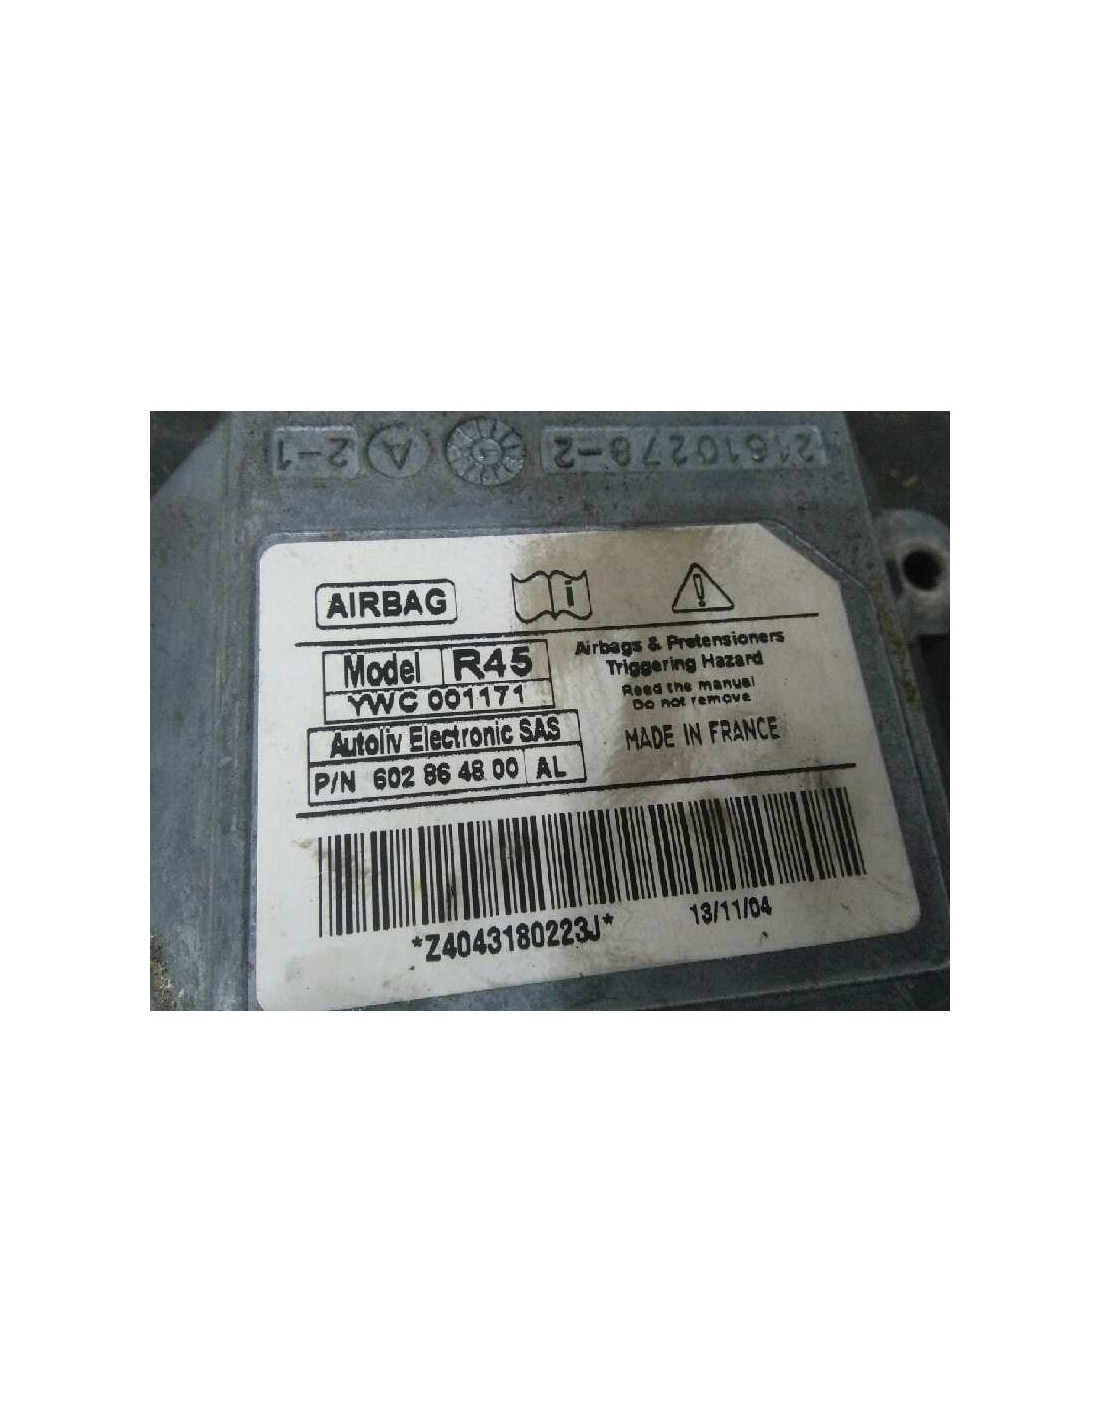 21610278-2 A 2-1
AIRBAG i !
Model R45
YWC 001171
Autoliv Electronic SAS
P/N 602 86 48 00 AL
Airbags & Pretensioners
Triggering Hazard
Read the manual
Do not remove
MADE IN FRANCE
*Z4043180223J* 13/11/04